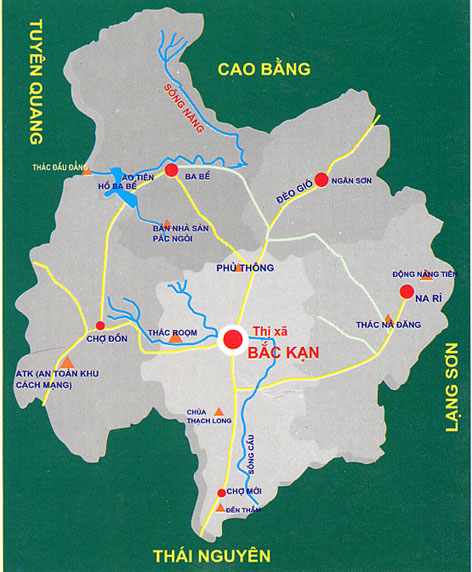 TUYÊN QUANG
CAO BẰNG
SÔNG NĂNG
THÁC ĐẦU ĐẲNG
AO TIÊN
HỒ BA BỂ
BA BỂ
ĐÈO GIÓ
NGÂN SƠN
BẢN NHÀ SÀN
PÁC NGÒI
PHỦ THÔNG
ĐỘNG NÀNG TIÊN
NA RÌ
THÁC NÀ ĐĂNG
CHỢ ĐỒN
THÁC ROỌM
Thị xã
BẮC KẠN
ATK (AN TOÀN KHU
CÁCH MẠNG)
LẠNG SƠN
CHÙA
THẠCH LONG
SÔNG CẦU
CHỢ MỚI
ĐỀN THẮM
THÁI NGUYÊN